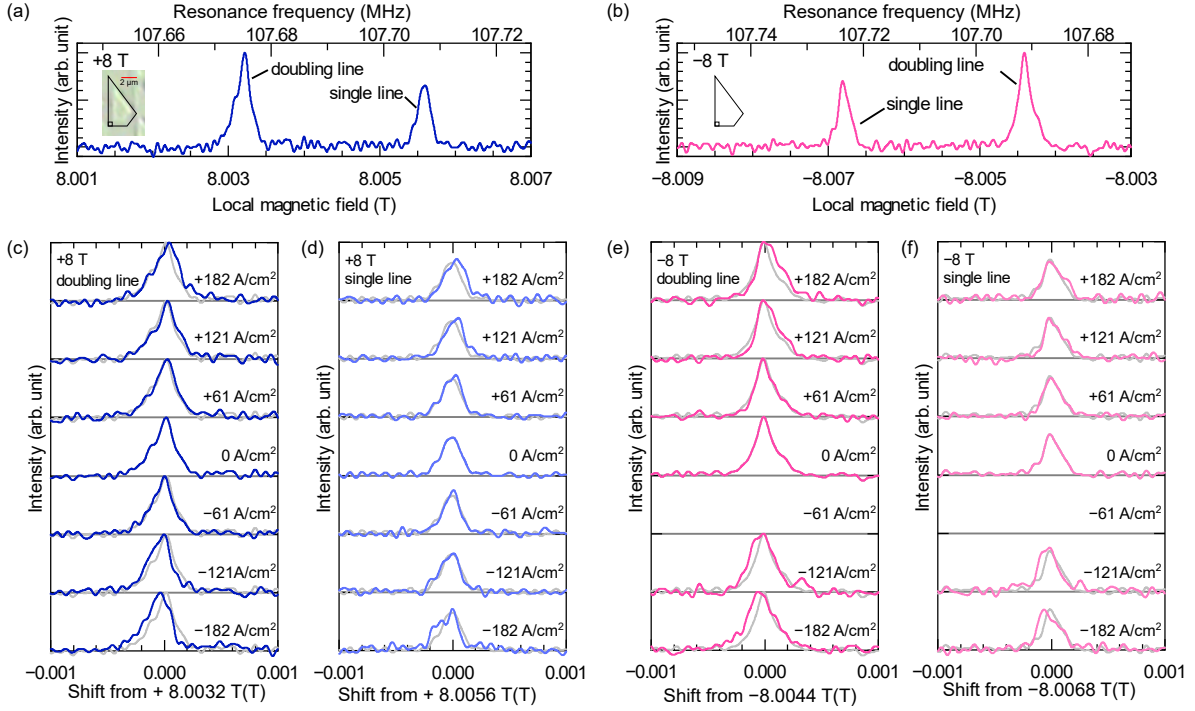 (a)
Resonance frequency (MHz)
107.66 107.68 107.70 107.72
Intensity (arb. unit)
+8 T
2 μm
doubling line
single line
8.001 8.003 8.005 8.007
Local magnetic field (T)
(b)
Resonance frequency (MHz)
107.74 107.72 107.70 107.68
Intensity (arb. unit)
−8 T
doubling line
single line
−8.009 −8.007 −8.005 −8.003
Local magnetic field (T)
(c)
+8 T
doubling line
Intensity (arb. unit)
+182 A/cm²
+121 A/cm²
+61 A/cm²
0 A/cm²
−61 A/cm²
−121A/cm²
−182 A/cm²
−0.001 0.000 0.001
Shift from + 8.0032 T(T)
(d)
+8 T
single line
Intensity (arb. unit)
+182 A/cm²
+121 A/cm²
+61 A/cm²
0 A/cm²
−61 A/cm²
−121 A/cm²
−182 A/cm²
−0.001 0.000 0.001
Shift from + 8.0056 T(T)
(e)
−8 T
doubling line
Intensity (arb. unit)
+182 A/cm²
+121 A/cm²
+61 A/cm²
0 A/cm²
−61 A/cm²
−121A/cm²
−182 A/cm²
−0.001 0.000 0.001
Shift from −8.0044 T(T)
(f)
−8 T
single line
Intensity (arb. unit)
+182 A/cm²
+121 A/cm²
+61 A/cm²
0 A/cm²
−61 A/cm²
−121 A/cm²
−182 A/cm²
−0.001 0.000 0.001
Shift from −8.0068 T(T)